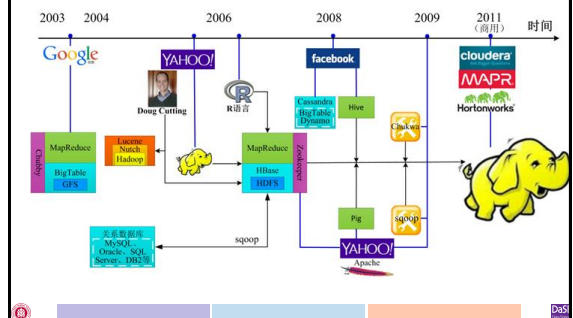 2003 2004 2006 2008 2009 2011
（商用）
时间
Google
YAHOO!
facebook
cloudera
MAPR
Hortonworks
R语言
Doug Cutting
Cassandra
BigTable
Dynamo
Hive
Chukwa
Chubby
MapReduce
BigTable
GFS
Lucene
Nutch
Hadoop
MapReduce
HBase
HDFS
Zookeeper
Pig
sqoop
关系数据库
MySQL、
Oracle、SQL
Server、DB2等
sqoop
YAHOO!
Apache